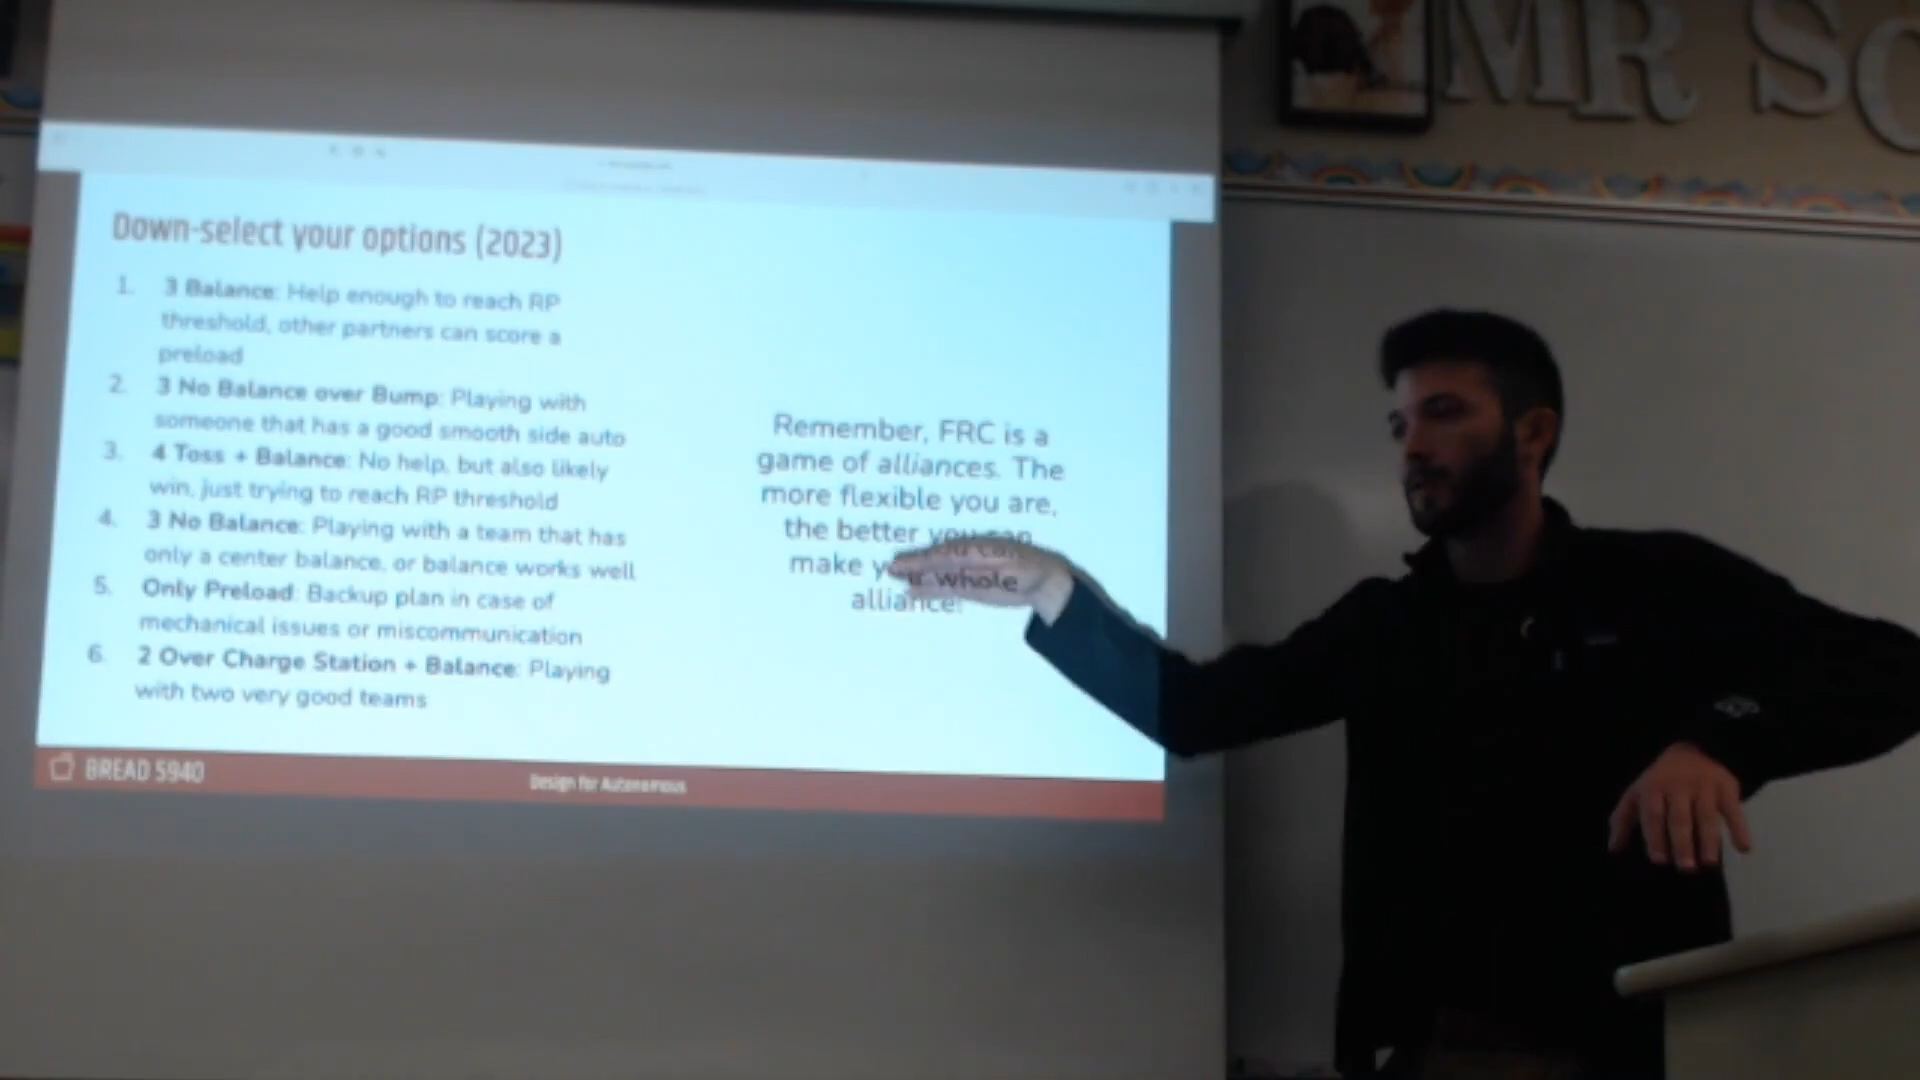 MR SC
Down-select your options (2023)
1. 3 Balance: Help enough to reach RP
threshold, other partners can score a
preload
2. 3 No Balance over Bump: Playing with
someone that has a good smooth side auto
3. 4 Toss + Balance: No help, but also likely
win, just trying to reach RP threshold
4. 3 No Balance: Playing with a team that has
only a center balance, or balance works well
5. Only Preload: Backup plan in case of
mechanical issues or miscommunication
6. 2 Over Charge Station + Balance: Playing
with two very good teams
Remember, FRC is a
game of alliances. The
more flexible you are,
the better you can
make your whole
alliance.
BREAD 5940
Design for Autonomous